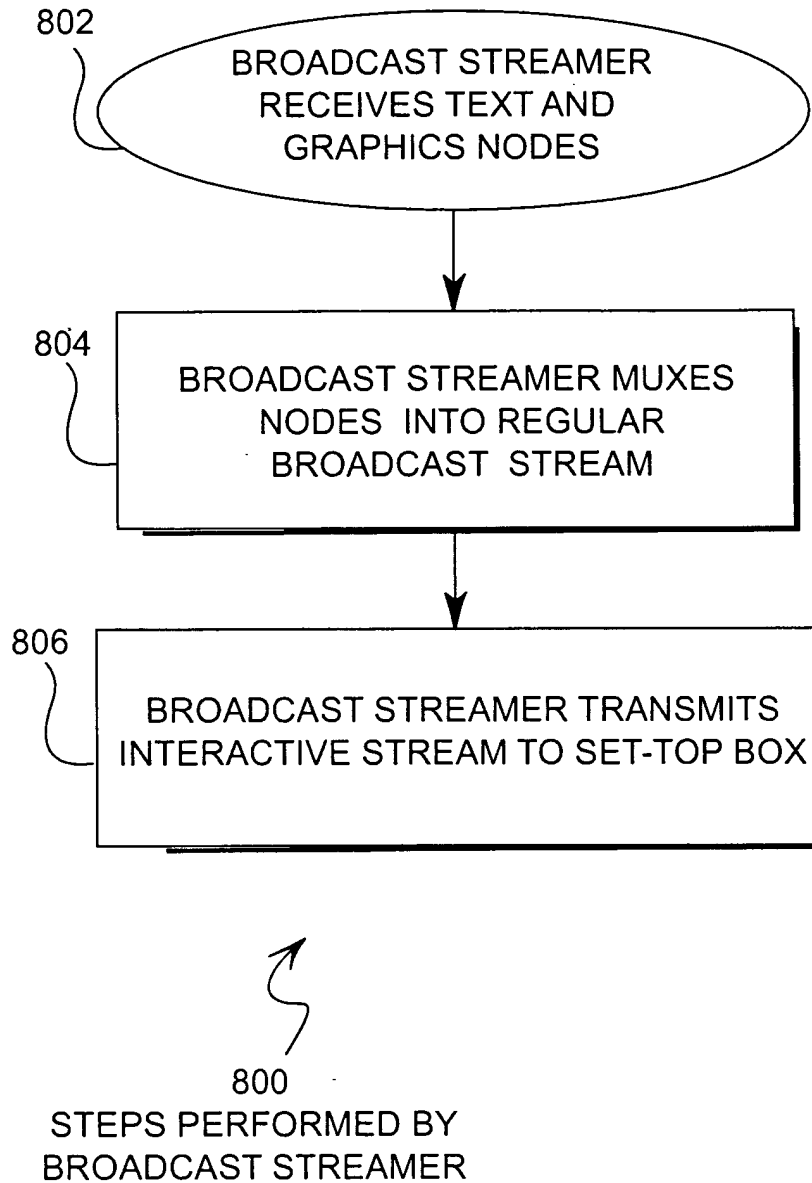 802
BROADCAST STREAMER
RECEIVES TEXT AND
GRAPHICS NODES
804
BROADCAST STREAMER MUXES
NODES INTO REGULAR
BROADCAST STREAM
806
BROADCAST STREAMER TRANSMITS
INTERACTIVE STREAM TO SET-TOP BOX
800
STEPS PERFORMED BY
BROADCAST STREAMER